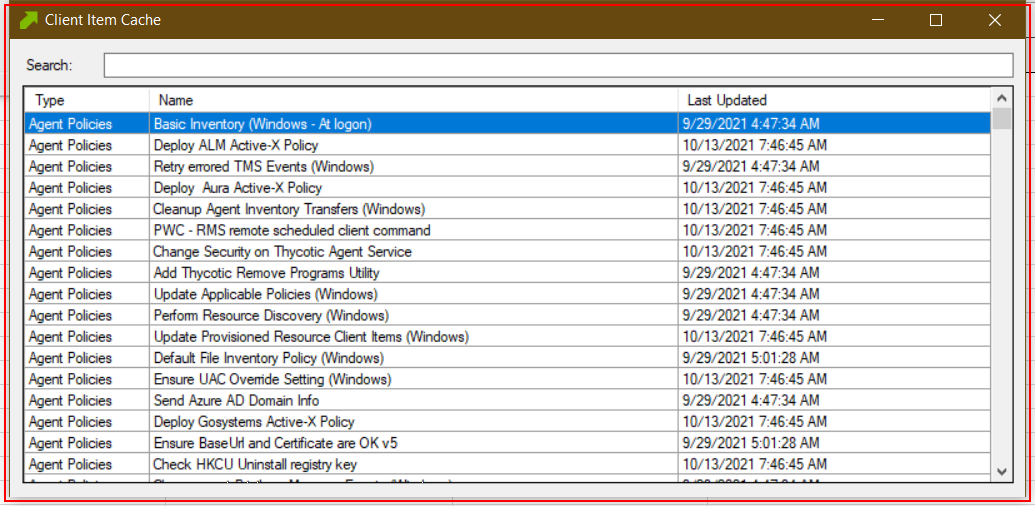 Client Item Cache
Search:
Type Name Last Updated
Agent Policies Basic Inventory (Windows - At logon) 9/29/2021 4:47:34 AM
Agent Policies Deploy ALM Active-X Policy 10/13/2021 7:46:45 AM
Agent Policies Retry errored TMS Events (Windows) 9/29/2021 4:47:34 AM
Agent Policies Deploy  Aura Active-X Policy 10/13/2021 7:46:45 AM
Agent Policies Cleanup Agent Inventory Transfers (Windows) 10/13/2021 7:46:45 AM
Agent Policies PWC - RMS remote scheduled client command 10/13/2021 7:46:45 AM
Agent Policies Change Security on Thycotic Agent Service 10/13/2021 7:46:45 AM
Agent Policies Add Thycotic Remove Programs Utility 9/29/2021 4:47:34 AM
Agent Policies Update Applicable Policies (Windows) 9/29/2021 4:47:34 AM
Agent Policies Perform Resource Discovery (Windows) 9/29/2021 4:47:34 AM
Agent Policies Update Provisioned Resource Client Items (Windows) 10/13/2021 7:46:45 AM
Agent Policies Default File Inventory Policy (Windows) 9/29/2021 5:01:28 AM
Agent Policies Ensure UAC Override Setting (Windows) 10/13/2021 7:46:45 AM
Agent Policies Send Azure AD Domain Info 9/29/2021 4:47:34 AM
Agent Policies Deploy Gosystems Active-X Policy 10/13/2021 7:46:45 AM
Agent Policies Ensure BaseUrl and Certificate are OK v5 9/29/2021 5:01:28 AM
Agent Policies Check HKCU Uninstall registry key 10/13/2021 7:46:45 AM